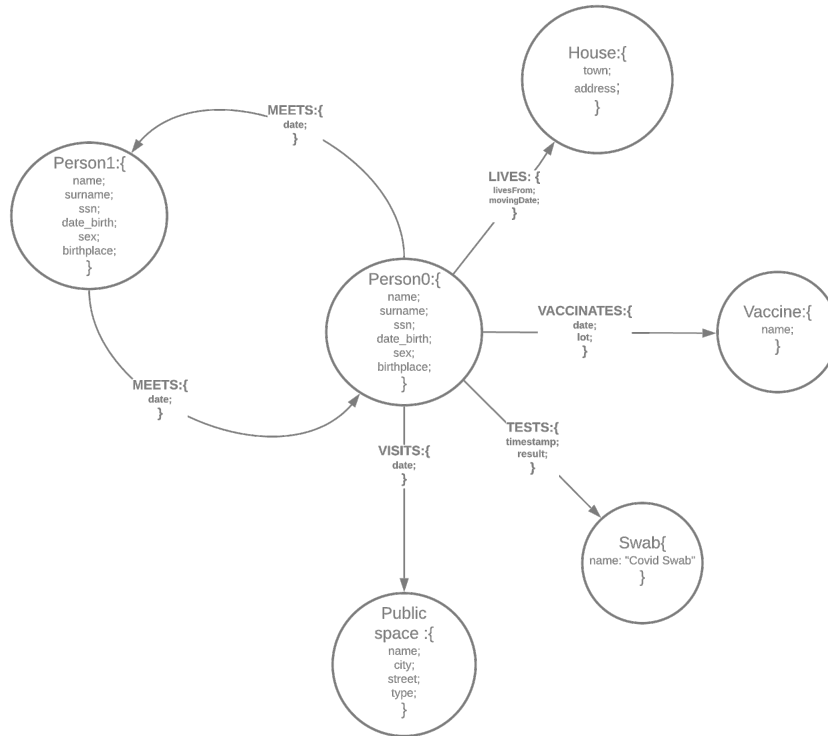 House:{
town;
address;
}
MEETS:{
date;
}
Person1:{
name;
surname;
ssn;
date_birth;
sex;
birthplace;
}
LIVES: {
livesFrom;
movingDate;
}
Person0:{
name;
surname;
ssn;
date_birth;
sex;
birthplace;
}
VACCINATES:{
date;
lot;
}
Vaccine:{
name;
}
MEETS:{
date;
}
VISITS:{
date;
}
TESTS:{
timestamp;
result;
}
Swab{
name: "Covid Swab"
}
Public
space :{
name;
city;
street;
type;
}